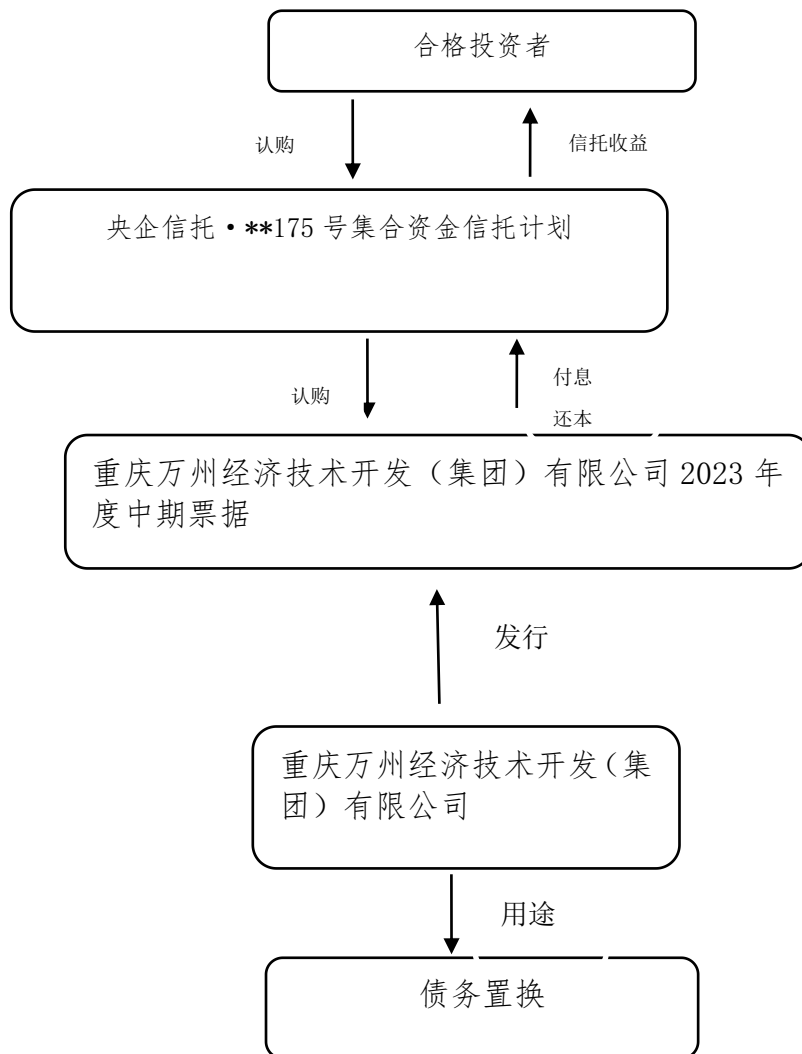 合格投资者
认购
信托收益
央企信托·**175号集合资金信托计划
认购
付息
还本
重庆万州经济技术开发（集团）有限公司2023年
度中期票据
发行
重庆万州经济技术开发（集
团）有限公司
用途
债务置换